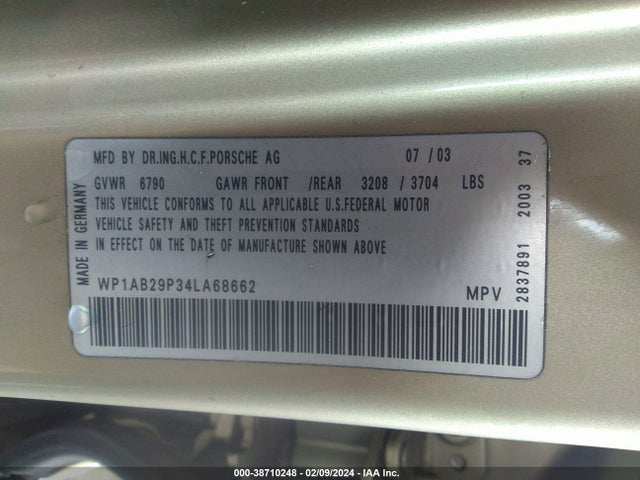 MFD BY DR.ING.H.C.F.PORSCHE AG 07 / 03
GVWR 6790 GAWR FRONT /REAR 3208 / 3704 LBS
THIS VEHICLE CONFORMS TO ALL APPLICABLE U.S.FEDERAL MOTOR
VEHICLE SAFETY AND THEFT PREVENTION STANDARDS
IN EFFECT ON THE DATE OF MANUFACTURE SHOWN ABOVE
WP1AB29P34LA68662 MPV
MADE IN GERMANY
2837891 2003 37
000-38710248 - 02/09/2024 - IAA Inc.